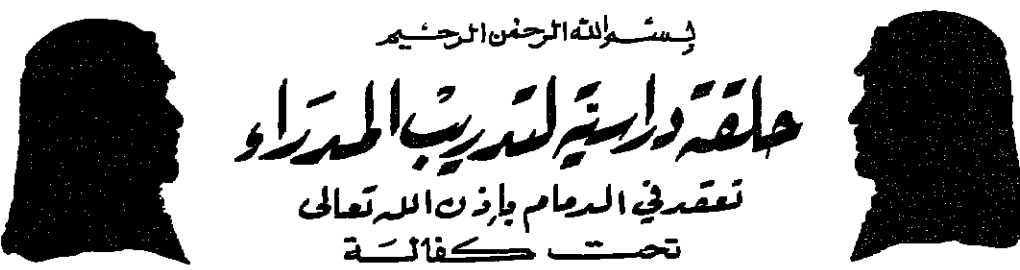 بسم الله الرحمن الرحيم
حلقة دراسية لتدريب المدراء
تعقد في الدمام بإذن الله تعالى
تحت كفالة